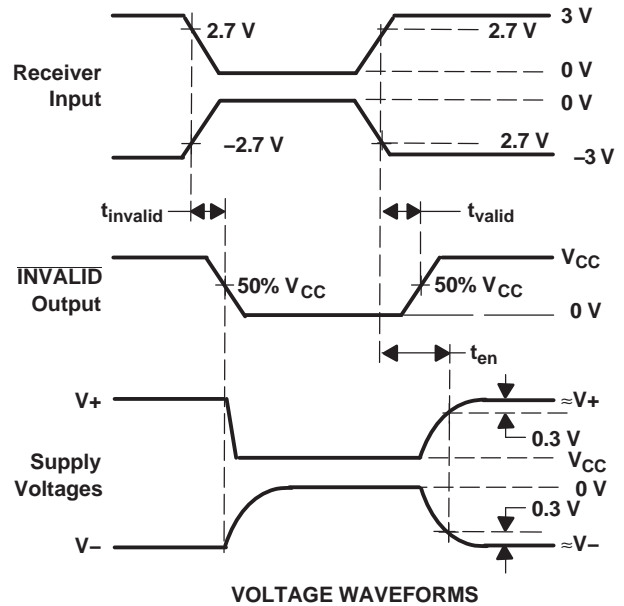 3 V
2.7 V
2.7 V
Receiver
Input
0 V
0 V
–2.7 V
2.7 V
–3 V
tinvalid
tvalid
INVALID
Output
VCC
50% VCC
50% VCC
0 V
ten
V+
≈V+
0.3 V
Supply
Voltages
VCC
0 V
0.3 V
V–
≈V–
VOLTAGE WAVEFORMS